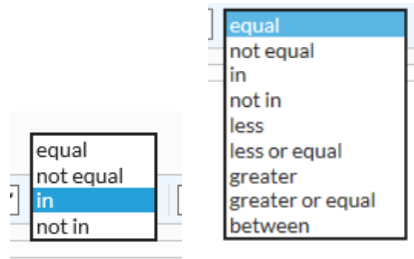 equal
not equal
in
not in
equal
not equal
in
not in
less
less or equal
greater
greater or equal
between